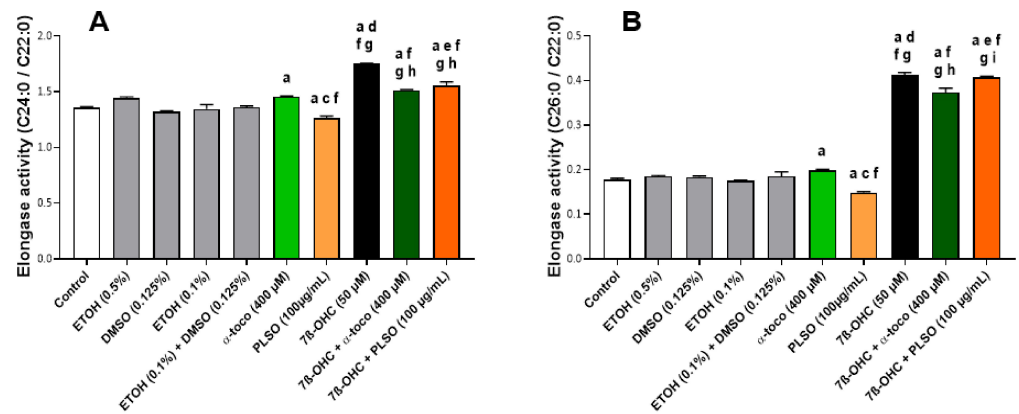 A
Elongase activity (C24:0 / C22:0)
2.0
1.5
1.0
0.5
0.0
a
a c f
a d
f g
a f
g h
a e f
g h
Control
ETOH (0.5%)
DMSO (0.125%)
ETOH (0.1%)
ETOH (0.1%) + DMSO (0.125%)
α-toco (400 µM)
PLSO (100µg/mL)
7ß-OHC (50 µM)
7ß-OHC + α-toco (400 µM)
7ß-OHC + PLSO (100 µg/mL)
B
Elongase activity (C26:0 / C22:0)
0.5
0.4
0.3
0.2
0.1
0.0
a
a c f
a d
f g
a f
g h
a e f
g i
Control
ETOH (0.5%)
DMSO (0.125%)
ETOH (0.1%)
ETOH (0.1%) + DMSO (0.125%)
α-toco (400 µM)
PLSO (100µg/mL)
7ß-OHC (50 µM)
7ß-OHC + α-toco (400 µM)
7ß-OHC + PLSO (100 µg/mL)